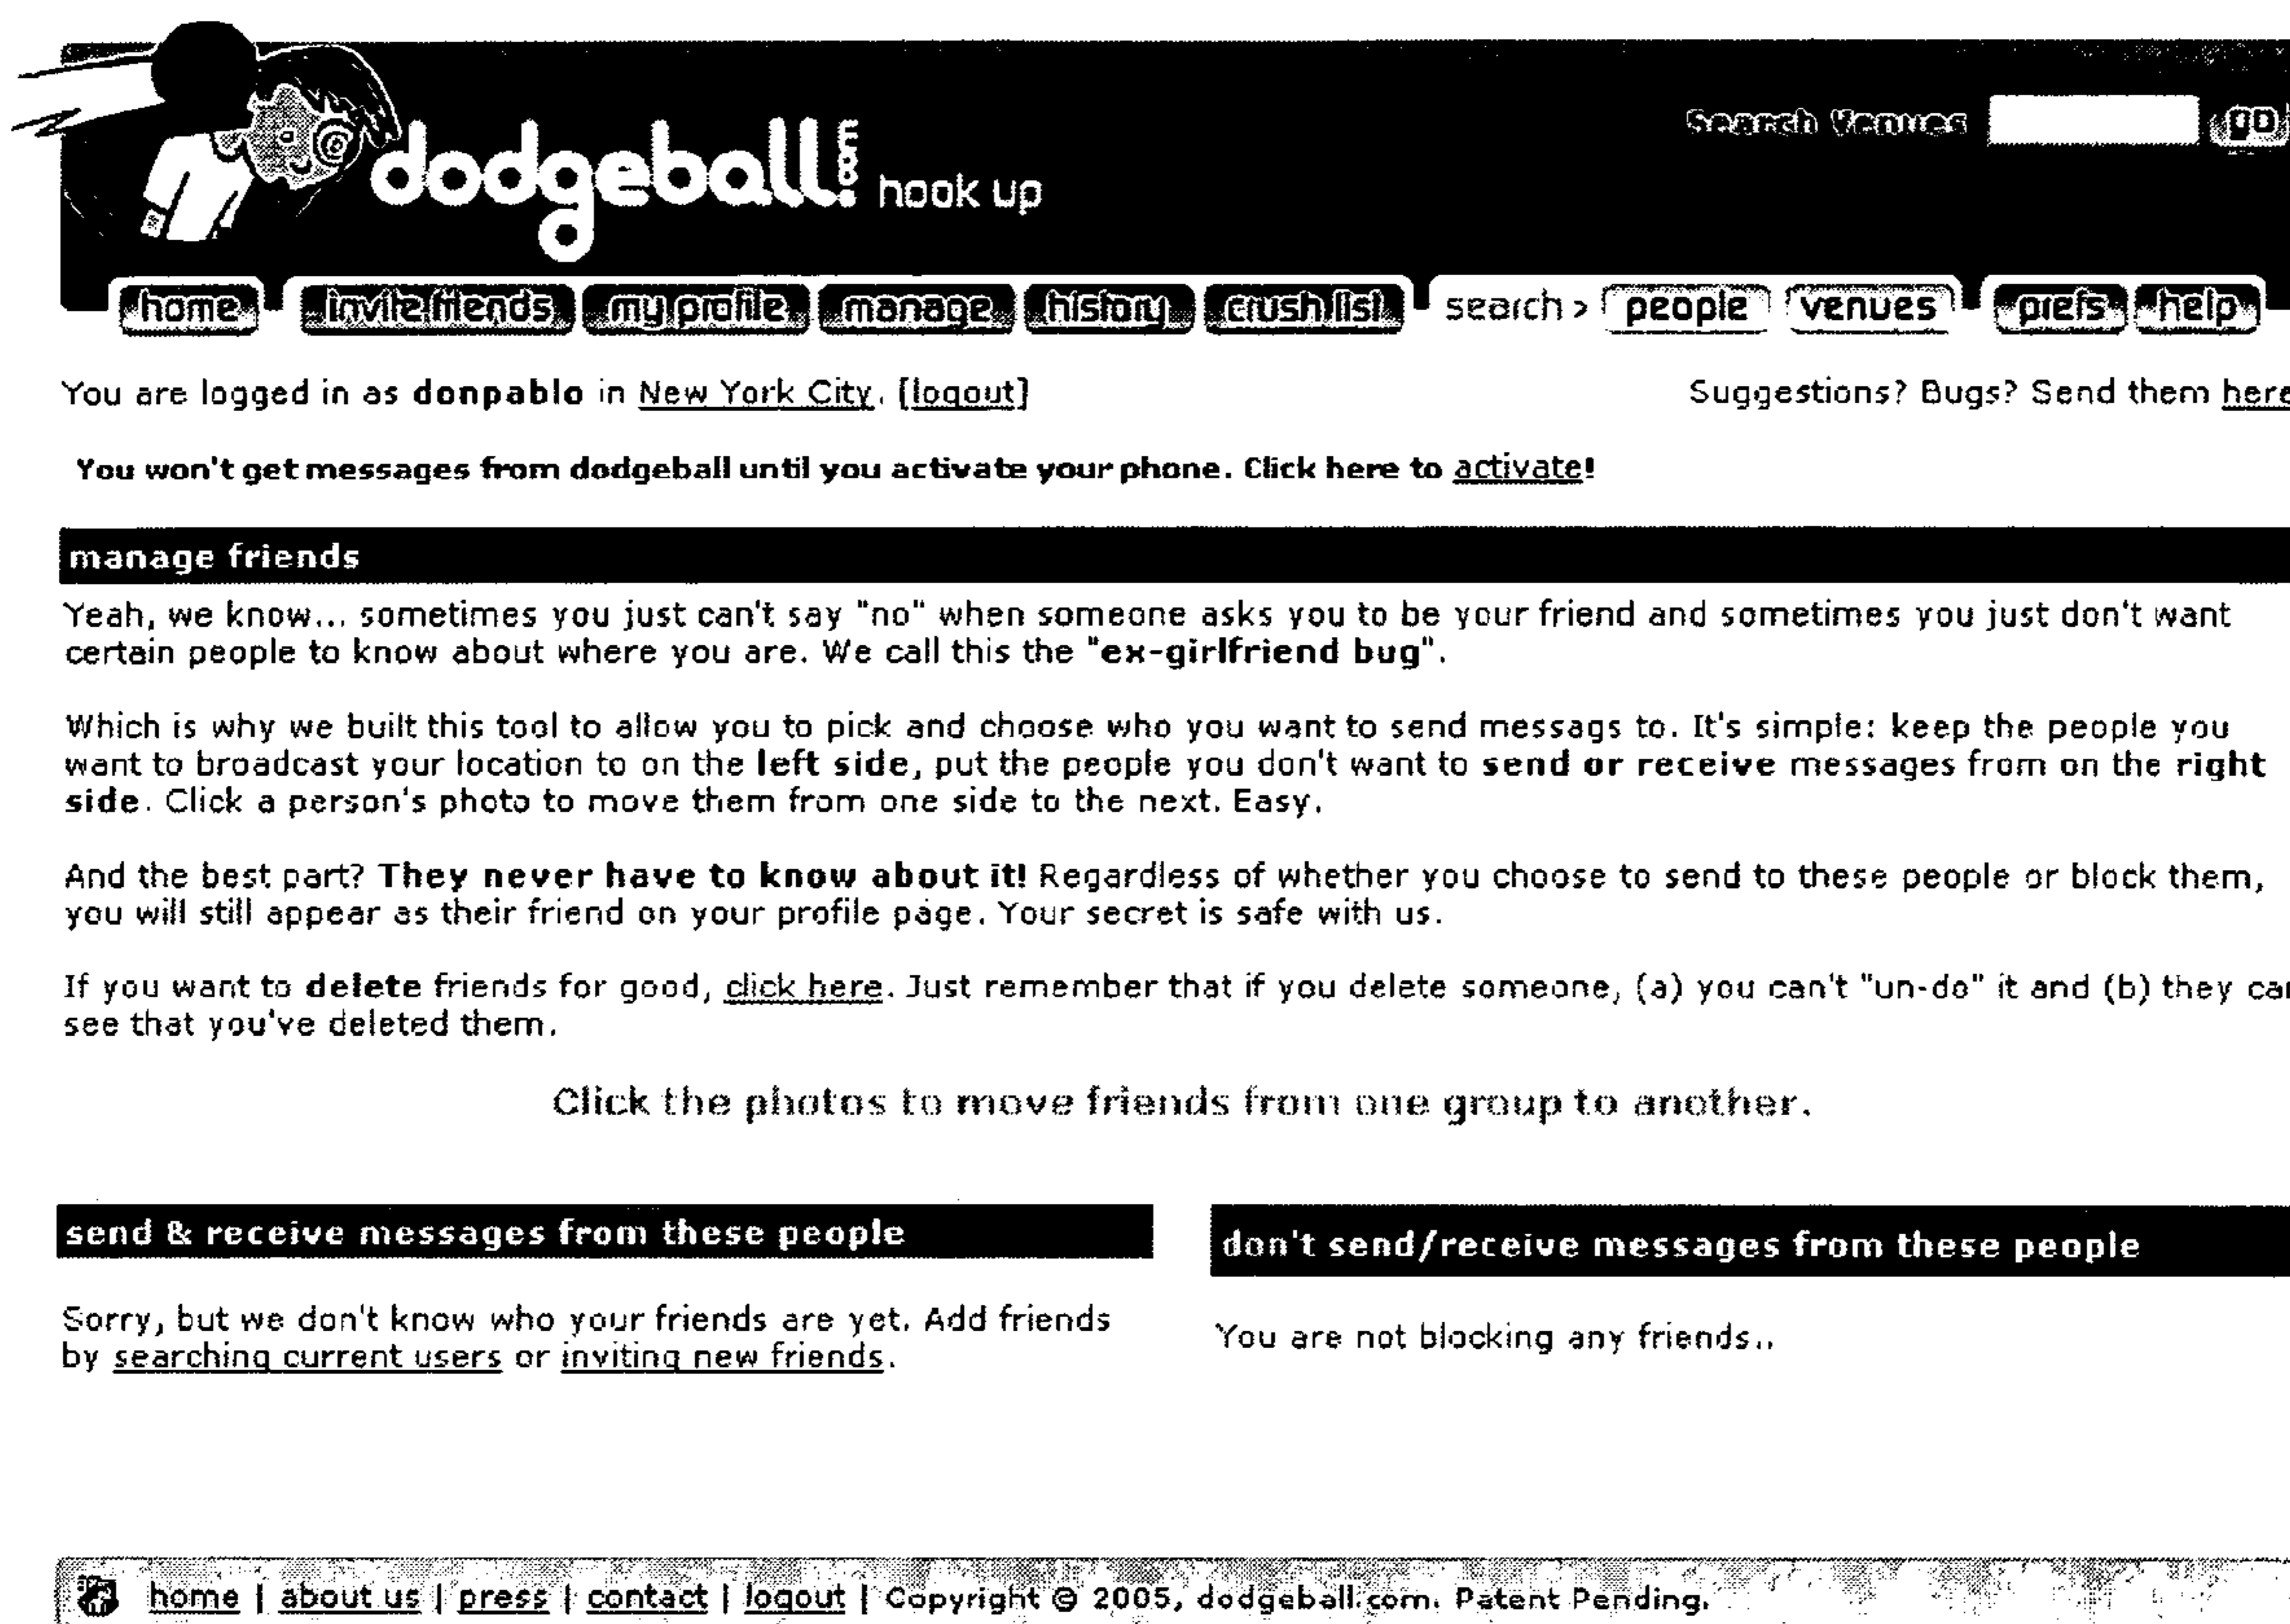 dodgeball.com hook up
Search Venues go
home invite friends my profile manage history crush list search > people venues prefs help
You are logged in as donpablo in New York City. [logout] Suggestions? Bugs? Send them here
You won't get messages from dodgeball until you activate your phone. Click here to activate!
manage friends
Yeah, we know... sometimes you just can't say "no" when someone asks you to be your friend and sometimes you just don't want
certain people to know about where you are. We call this the "ex-girlfriend bug".
Which is why we built this tool to allow you to pick and choose who you want to send messags to. It's simple: keep the people you
want to broadcast your location to on the left side, put the people you don't want to send or receive messages from on the right
side. Click a person's photo to move them from one side to the next. Easy.
And the best part? They never have to know about it! Regardless of whether you choose to send to these people or block them,
you will still appear as their friend on your profile page. Your secret is safe with us.
If you want to delete friends for good, click here. Just remember that if you delete someone, (a) you can't "un-do" it and (b) they can
see that you've deleted them.
Click the photos to move friends from one group to another.
send & receive messages from these people
Sorry, but we don't know who your friends are yet. Add friends
by searching current users or inviting new friends.
don't send/receive messages from these people
You are not blocking any friends..
home | about us | press | contact | logout | Copyright © 2005, dodgeball.com. Patent Pending.